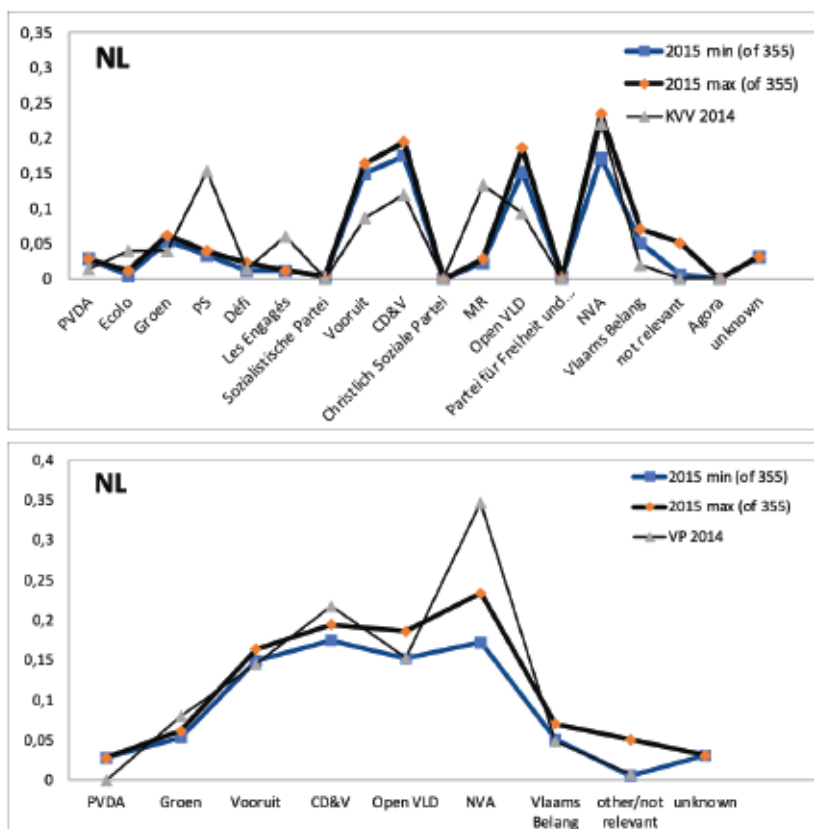 NL
0,35
0,3
0,25
0,2
0,15
0,1
0,05
0
2015 min (of 355)
2015 max (of 355)
KVV 2014
PVDA
Ecolo
Groen
PS
Défi
Les Engagés
Sozialistische Partei
Vooruit
CD&V
Christlich Soziale Partei
MR
Open VLD
Partei für Freiheit und...
NVA
Vlaams Belang
not relevant
Agora
unknown
NL
0,4
0,35
0,3
0,25
0,2
0,15
0,1
0,05
0
2015 min (of 355)
2015 max (of 355)
VP 2014
PVDA
Groen
Vooruit
CD&V
Open VLD
NVA
Vlaams
Belang
other/not
relevant
unknown